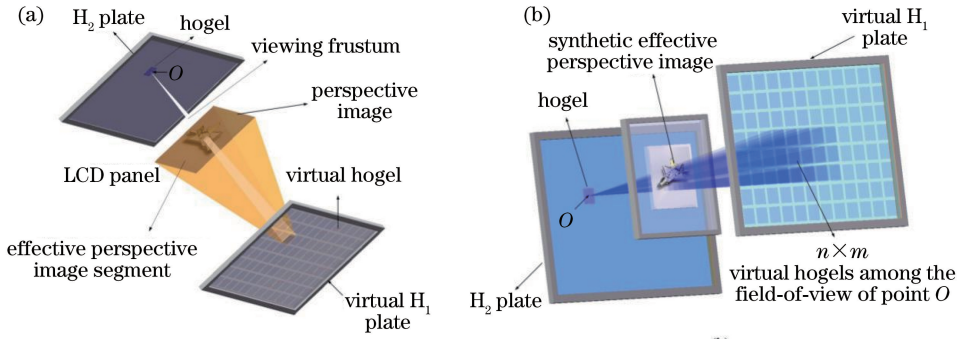 (a)
H₂ plate
hogel
O
viewing frustum
perspective
image
LCD panel
virtual hogel
effective perspective
image segment
virtual H₁
plate
(b)
virtual H₁
plate
synthetic effective
perspective image
hogel
O
n×m
virtual hogels among the
field-of-view of point O
H₂ plate